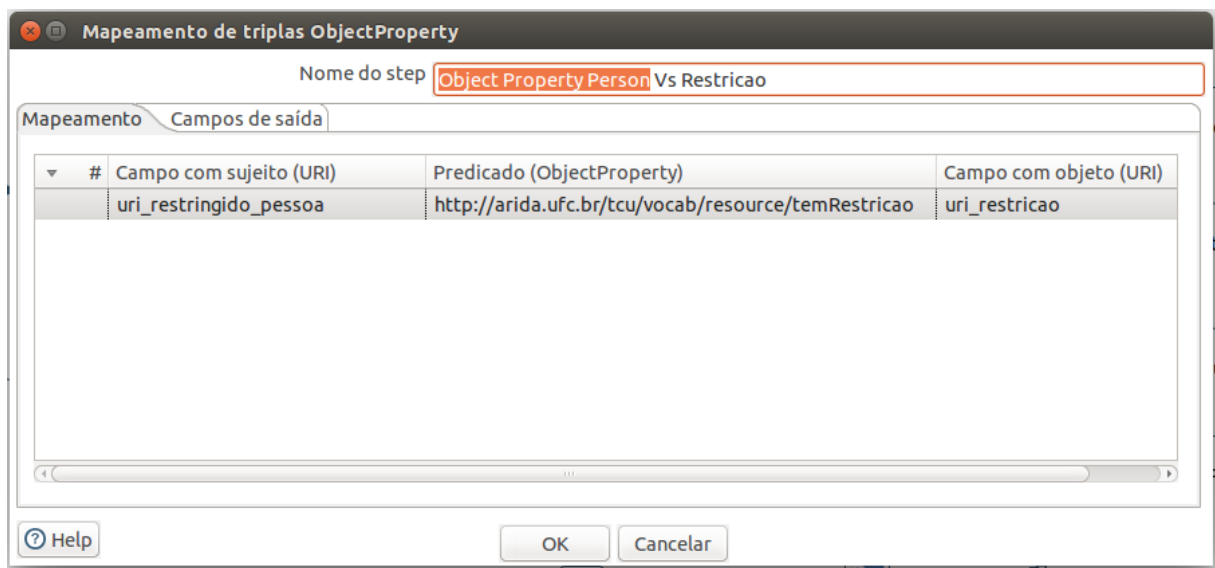 Mapeamento de triplas ObjectProperty
Nome do step Object Property Person Vs Restricao
Mapeamento Campos de saída
# Campo com sujeito (URI) Predicado (ObjectProperty) Campo com objeto (URI)
uri_restringido_pessoa http://arida.ufc.br/tcu/vocab/resource/temRestricao uri_restricao
Help OK Cancelar